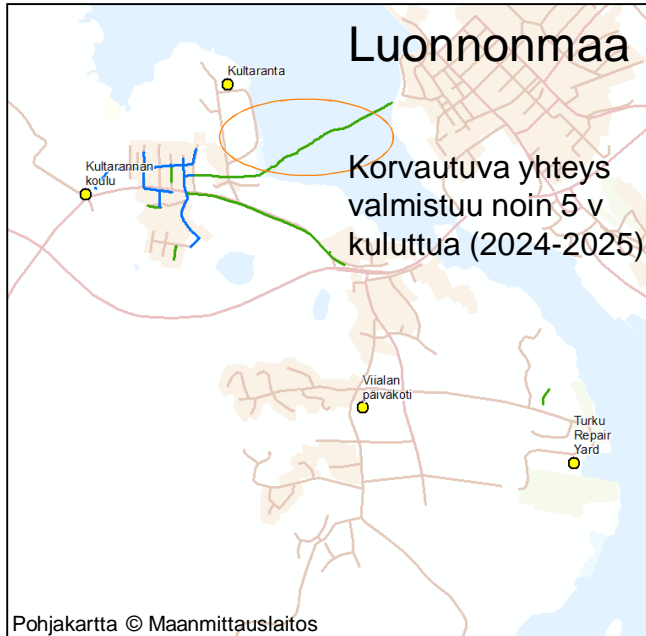 Luonnonmaa
Kultaranta
Korvautuva yhteys
valmistuu noin 5 v
kuluttua (2024-2025)
Kultarannan
koulu
Viialan
päiväkoti
Turku
Repair
Yard
Pohjakartta © Maanmittauslaitos